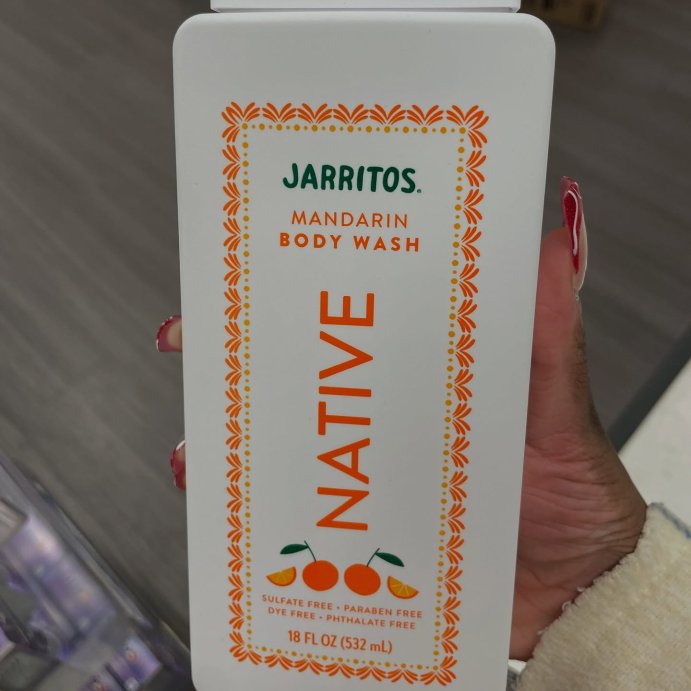 JARRITOS®
MANDARIN
BODY WASH
NATIVE
SULFATE FREE • PARABEN FREE
DYE FREE • PHTHALATE FREE
18 FL OZ (532 mL)